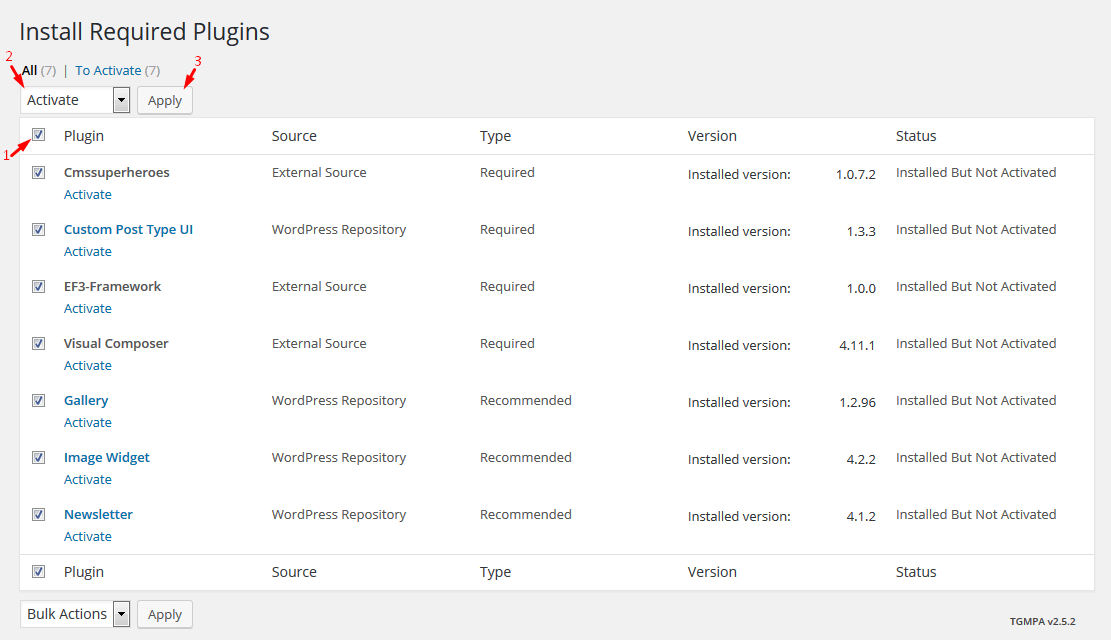 Install Required Plugins
2
3
All (7) | To Activate (7)
Activate Apply
1
Plugin Source Type Version Status
Cmssuperheroes External Source Required Installed version: 1.0.7.2 Installed But Not Activated
Activate
Custom Post Type UI WordPress Repository Required Installed version: 1.3.3 Installed But Not Activated
Activate
EF3-Framework External Source Required Installed version: 1.0.0 Installed But Not Activated
Activate
Visual Composer External Source Required Installed version: 4.11.1 Installed But Not Activated
Activate
Gallery WordPress Repository Recommended Installed version: 1.2.96 Installed But Not Activated
Activate
Image Widget WordPress Repository Recommended Installed version: 4.2.2 Installed But Not Activated
Activate
Newsletter WordPress Repository Recommended Installed version: 4.1.2 Installed But Not Activated
Activate
Plugin Source Type Version Status
Bulk Actions Apply
TGMPA v2.5.2